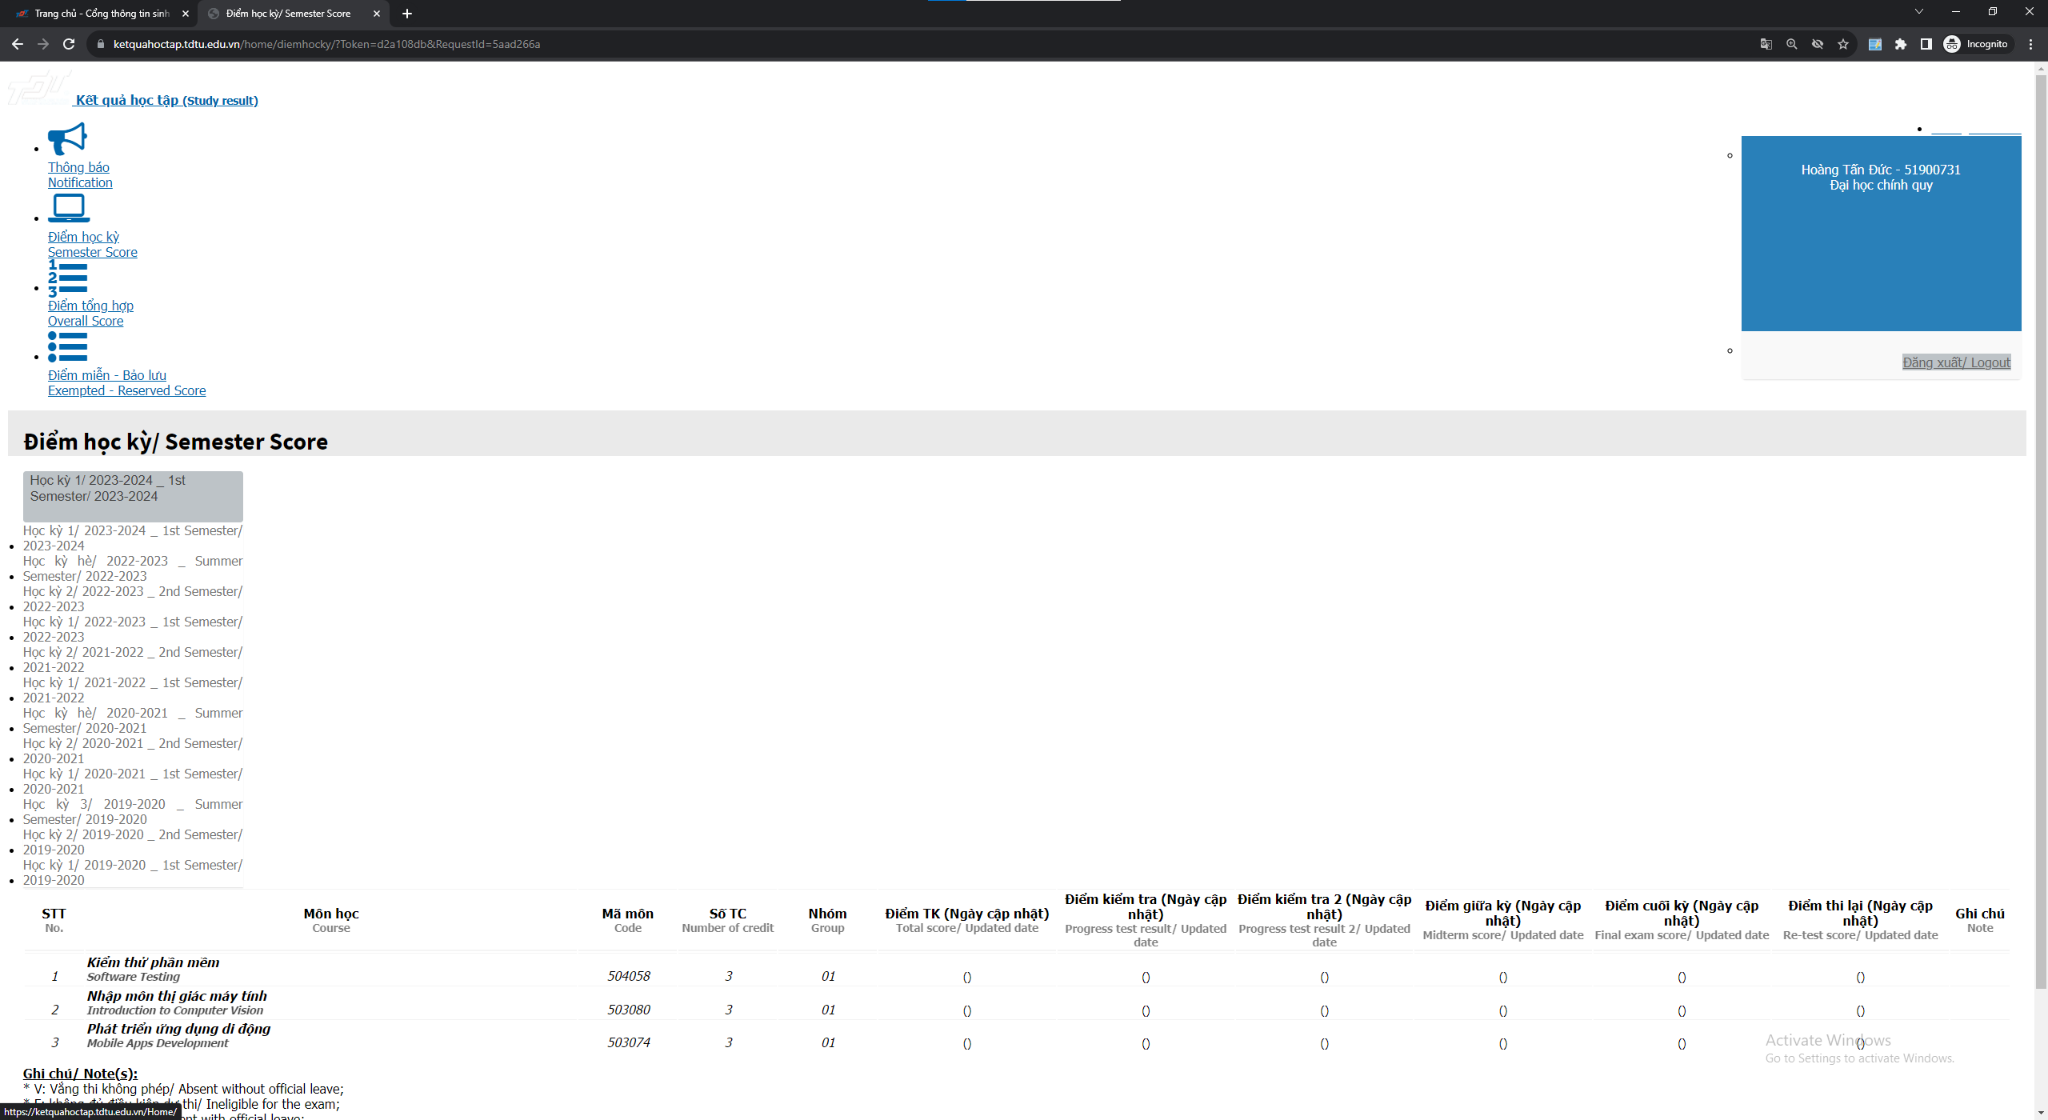 Trang chủ - Cổng thông tin sinh
Điểm học kỳ/ Semester Score
ketquahoctap.tdtu.edu.vn/home/diemhocky/?Token=d2a108db&RequestId=5aad266a
Incognito
TDT
Kết quả học tập (Study result)
Thông báo
Notification
Điểm học kỳ
Semester Score
Điểm tổng hợp
Overall Score
Điểm miễn - Bảo lưu
Exempted - Reserved Score
Hoàng Tấn Đức - 51900731
Đại học chính quy
Đăng xuất/ Logout
Điểm học kỳ/ Semester Score
Học kỳ 1/ 2023-2024 _ 1st
Semester/ 2023-2024
Học kỳ 1/ 2023-2024 _ 1st Semester/
2023-2024
Học kỳ hè/ 2022-2023 _ Summer
Semester/ 2022-2023
Học kỳ 2/ 2022-2023 _ 2nd Semester/
2022-2023
Học kỳ 1/ 2022-2023 _ 1st Semester/
2022-2023
Học kỳ 2/ 2021-2022 _ 2nd Semester/
2021-2022
Học kỳ 1/ 2021-2022 _ 1st Semester/
2021-2022
Học kỳ hè/ 2020-2021 _ Summer
Semester/ 2020-2021
Học kỳ 2/ 2020-2021 _ 2nd Semester/
2020-2021
Học kỳ 1/ 2020-2021 _ 1st Semester/
2020-2021
Học kỳ 3/ 2019-2020 _ Summer
Semester/ 2019-2020
Học kỳ 2/ 2019-2020 _ 2nd Semester/
2019-2020
Học kỳ 1/ 2019-2020 _ 1st Semester/
2019-2020
STT Môn học Mã môn Số TC Nhóm Điểm TK (Ngày cập nhật) Điểm kiểm tra (Ngày cập nhật) Điểm kiểm tra 2 (Ngày cập nhật) Điểm giữa kỳ (Ngày cập nhật) Điểm cuối kỳ (Ngày cập nhật) Điểm thi lại (Ngày cập nhật) Ghi chú
No. Course Code Number of credit Group Total score/ Updated date Progress test result/ Updated date Progress test result 2/ Updated date Midterm score/ Updated date Final exam score/ Updated date Re-test score/ Updated date Note
Kiểm thử phần mềm
1 Software Testing 504058 3 01 () () () () () ()
Nhập môn thị giác máy tính
2 Introduction to Computer Vision 503080 3 01 () () () () () ()
Phát triển ứng dụng di động
3 Mobile Apps Development 503074 3 01 () () () () () ()
Activate Windows
Go to Settings to activate Windows.
Ghi chú/ Note(s):
* V: Vắng thi không phép/ Absent without official leave;
thi/ Ineligible for the exam;
https://ketquahoctap.tdtu.edu.vn/Home/